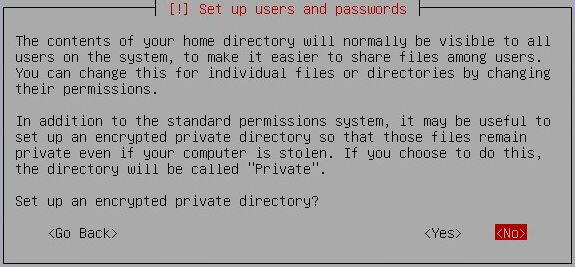 [!] Set up users and passwords
The contents of your home directory will normally be visible to all
users on the system, to make it easier to share files among users.
You can change this for individual files or directories by changing
their permissions.
In addition to the standard permissions system, it may be useful to
set up an encrypted private directory so that those files remain
private even if your computer is stolen. If you choose to do this,
the directory will be called "Private".
Set up an encrypted private directory?
<Go Back> <Yes> <No>